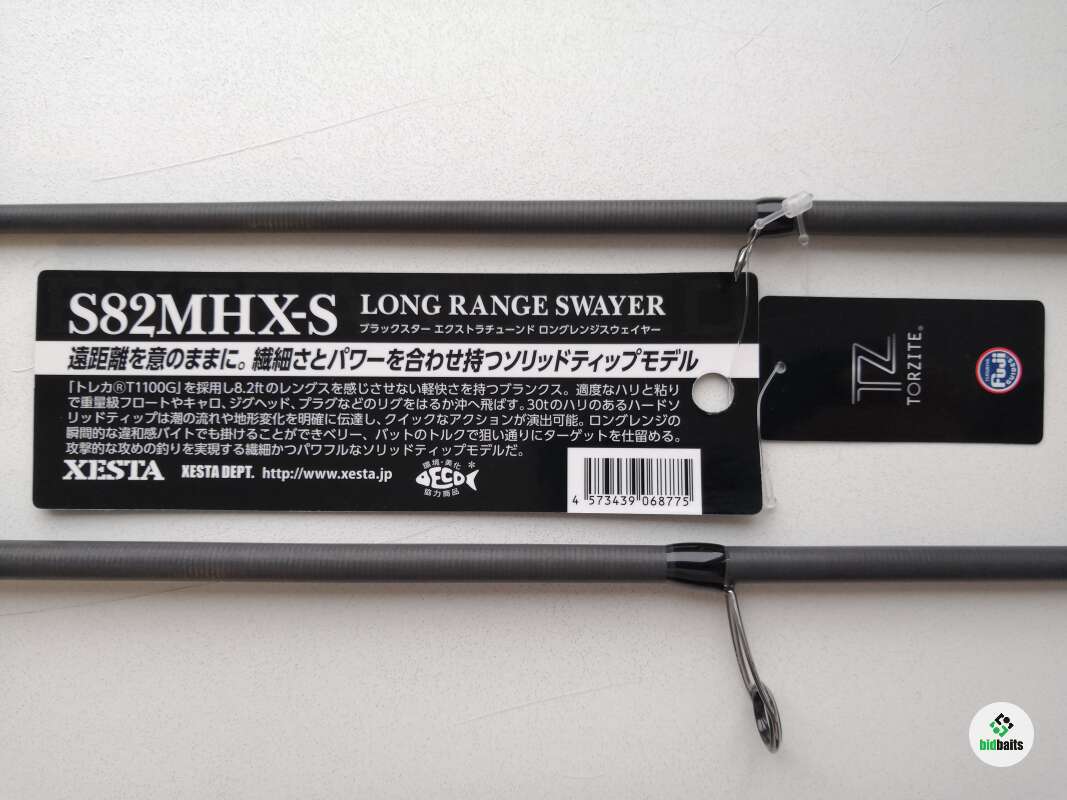 S82MHX-S LONG RANGE SWAYER
ブラックスター エクストラチューンド ロングレンジスウェイヤー
遠距離を意のままに。繊細さとパワーを合わせ持つソリッドティップモデル
「トレカ®T1100G」を採用し8.2ftのレングスを感じさせない軽快さを持つブランクス。適度なハリと粘り
で重量級フロートやキャロ、ジグヘッド、プラグなどのリグをはるか沖へ飛ばす。30tのハリのあるハードソ
リッドティップは潮の流れや地形変化を明確に伝達し、クイックなアクションが演出可能。ロングレンジの
瞬間的な違和感バイトでも掛けることができベリー、バットのトルクで狙い通りにターゲットを仕留める。
攻撃的な攻めの釣りを実現する繊細かつパワフルなソリッドティップモデルだ。
XESTA XESTA DEPT. http://www.xesta.jp
環境・美化
ECO
協力商品
4 573439 068775
TORZITE®
Fuji
bidbaits